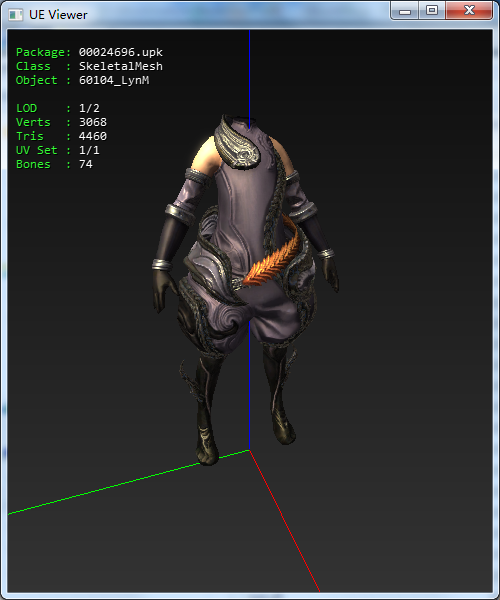 UE Viewer
Package: 00024696.upk
Class : SkeletalMesh
Object : 60104_LynM
LOD : 1/2
Verts : 3068
Tris : 4460
UV Set : 1/1
Bones : 74